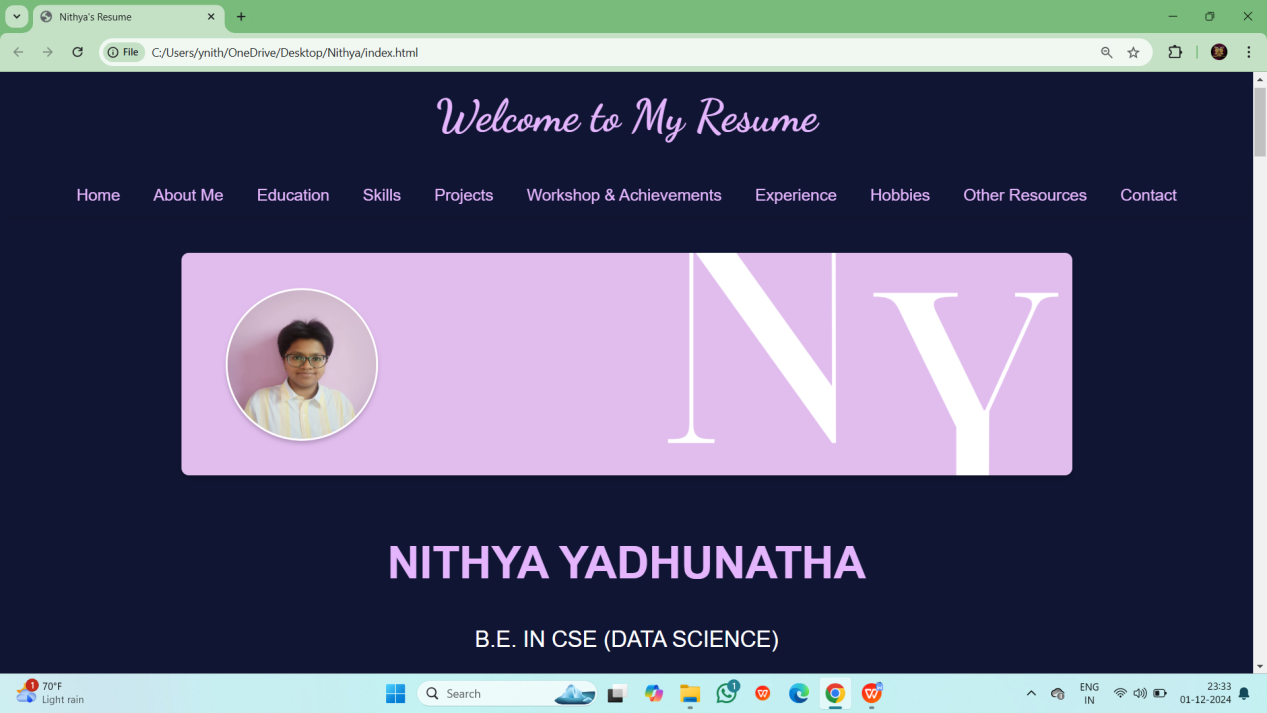 Nithya's Resume
File
C:/Users/ynith/OneDrive/Desktop/Nithya/index.html
Welcome to My Resume
Home About Me Education Skills Projects Workshop & Achievements Experience Hobbies Other Resources Contact
NY
NITHYA YADHUNATHA
B.E. IN CSE (DATA SCIENCE)
1
70°F
Light rain
Search
1
ENG
IN
23:33
01-12-2024